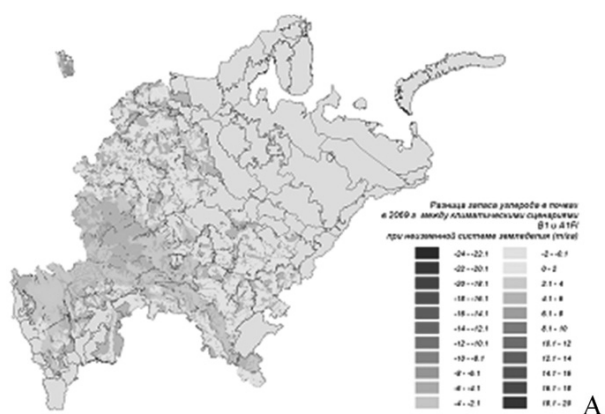 Разница запаса углерода в почвах
в 2069 г. между климатическими сценариями
B1 и A1FI
при неизменной системе земледелия (т/га)
-24 - -22.1
-22 - -20.1
-20 - -18.1
-18 - -16.1
-16 - -14.1
-14 - -12.1
-12 - -10.1
-10 - -8.1
-8 - -6.1
-6 - -4.1
-4 - -2.1
-2 - -0.1
0 - 2
2.1 - 4
4.1 - 6
6.1 - 8
8.1 - 10
10.1 - 12
12.1 - 14
14.1 - 16
16.1 - 18
18.1 - 20
А